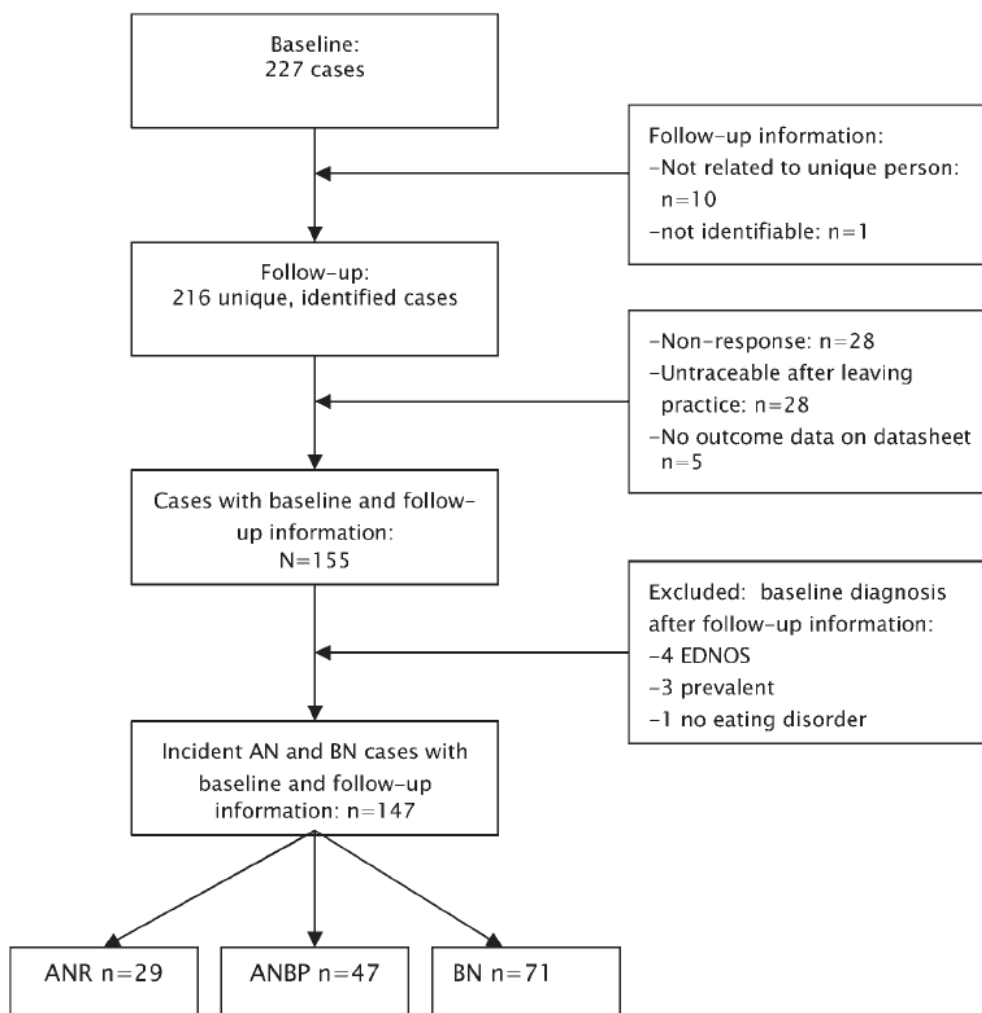 Baseline:
227 cases
Follow-up information:
-Not related to unique person:
n=10
-not identifiable: n=1
Follow-up:
216 unique, identified cases
-Non-response: n=28
-Untraceable after leaving
practice: n=28
-No outcome data on datasheet
n=5
Cases with baseline and follow-
up information:
N=155
Excluded: baseline diagnosis
after follow-up information:
-4 EDNOS
-3 prevalent
-1 no eating disorder
Incident AN and BN cases with
baseline and follow-up
information: n=147
ANR n=29
ANBP n=47
BN n=71